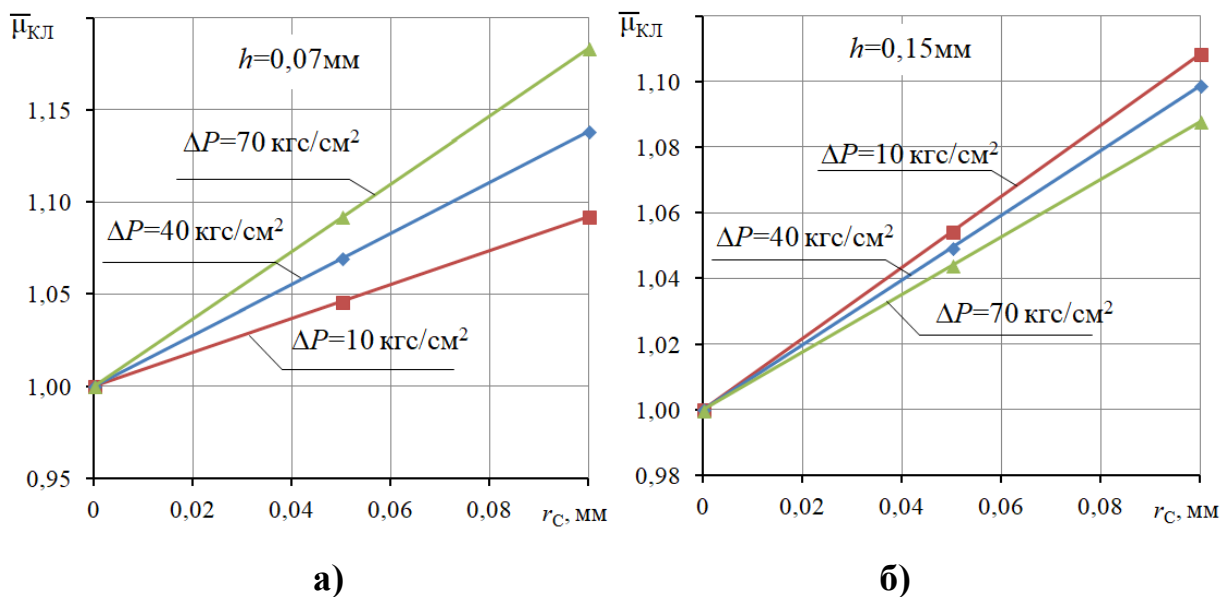 μ̅КЛ
h=0,07мм
1,15
ΔP=70 кгс/см²
1,10
ΔP=40 кгс/см²
1,05
ΔP=10 кгс/см²
1,00
0,95
0
0,02
0,04
0,06
0,08
rС, мм
а)
μ̅КЛ
h=0,15мм
1,10
1,08
ΔP=10 кгс/см²
1,06
ΔP=40 кгс/см²
1,04
ΔP=70 кгс/см²
1,02
1,00
0,98
0
0,02
0,04
0,06
0,08
rС, мм
б)